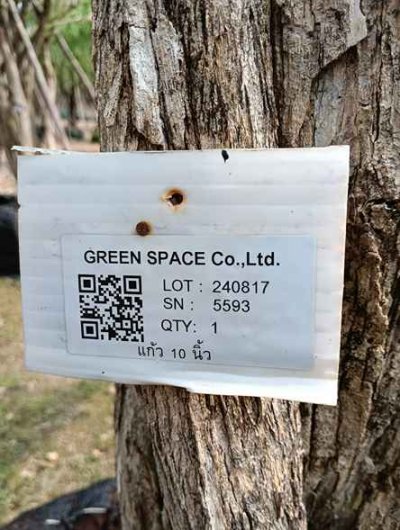 GREEN SPACE Co.,Ltd.
LOT : 240817
SN : 5593
QTY: 1
แก้ว 10 นิ้ว